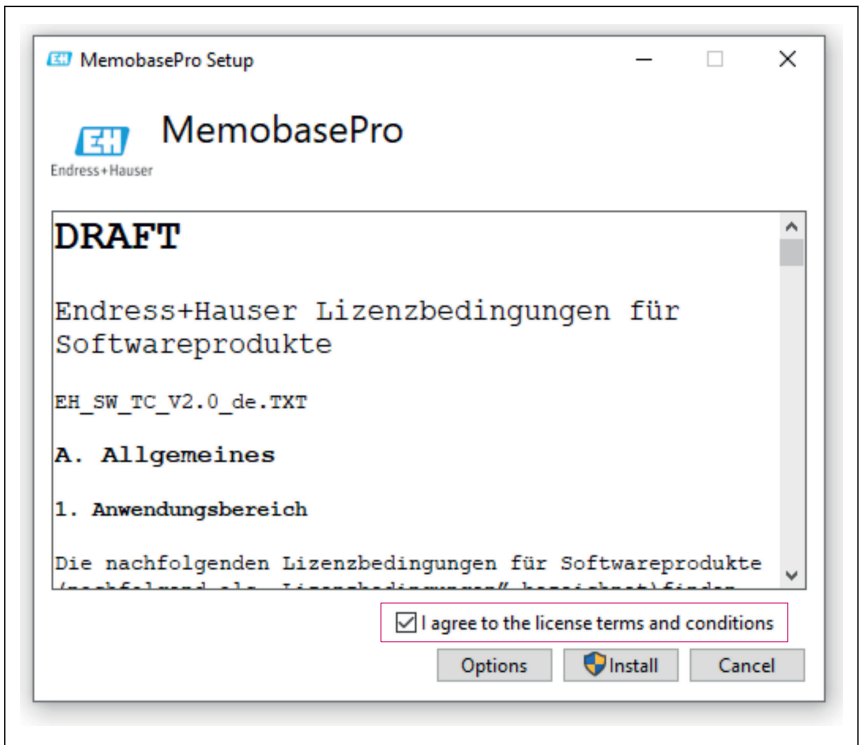 MemobasePro Setup
EH
MemobasePro
Endress+Hauser
DRAFT
Endress+Hauser Lizenzbedingungen für
Softwareprodukte
EH_SW_TC_V2.0_de.TXT
A. Allgemeines
1. Anwendungsbereich
Die nachfolgenden Lizenzbedingungen für Softwareprodukte
I agree to the license terms and conditions
Options
Install
Cancel